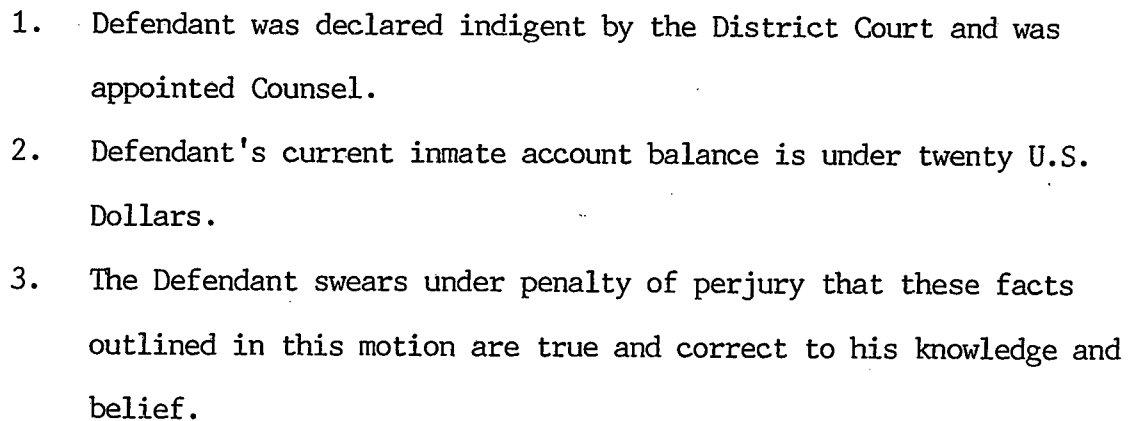 1. Defendant was declared indigent by the District Court and was
appointed Counsel.
2. Defendant's current inmate account balance is under twenty U.S.
Dollars.
3. The Defendant swears under penalty of perjury that these facts
outlined in this motion are true and correct to his knowledge and
belief.